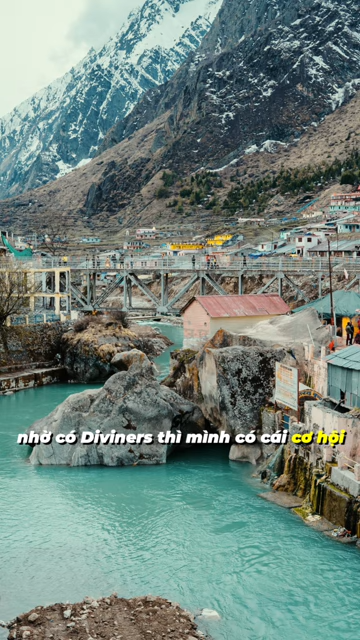 nhờ có Diviners thì mình có cái cơ hội